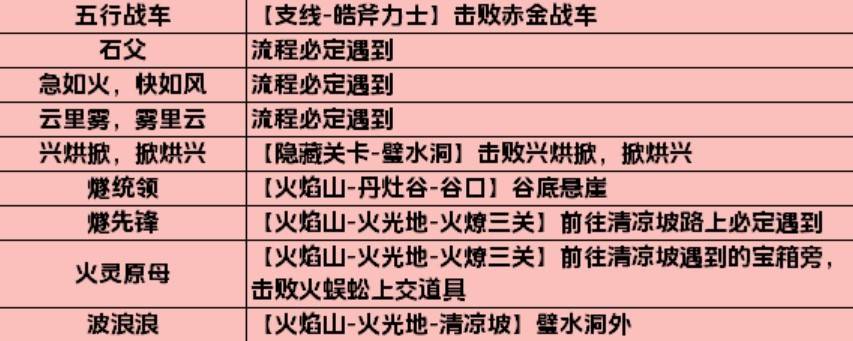 五行战车 【支线-皓斧力士】击败赤金战车
石父 流程必定遇到
急如火，快如风 流程必定遇到
云里雾，雾里云 流程必定遇到
兴烘掀，掀烘兴 【隐藏关卡-璧水洞】击败兴烘掀，掀烘兴
燧统领 【火焰山-丹灶谷-谷口】谷底悬崖
燧先锋 【火焰山-火光地-火燎三关】前往清凉坡路上必定遇到
火灵原母 【火焰山-火光地-火燎三关】前往清凉坡遇到的宝箱旁，
击败火蜈蚣上交道具
波浪浪 【火焰山-火光地-清凉坡】璧水洞外